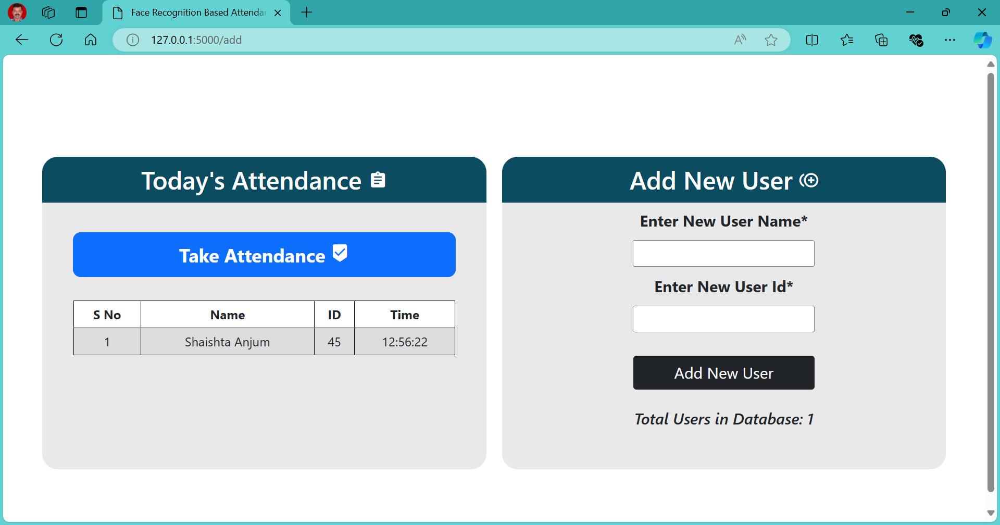 Face Recognition Based Attendan
127.0.0.1:5000/add
Today's Attendance
Take Attendance
S No Name ID Time
1 Shaishta Anjum 45 12:56:22
Add New User
Enter New User Name*
Enter New User Id*
Add New User
Total Users in Database: 1